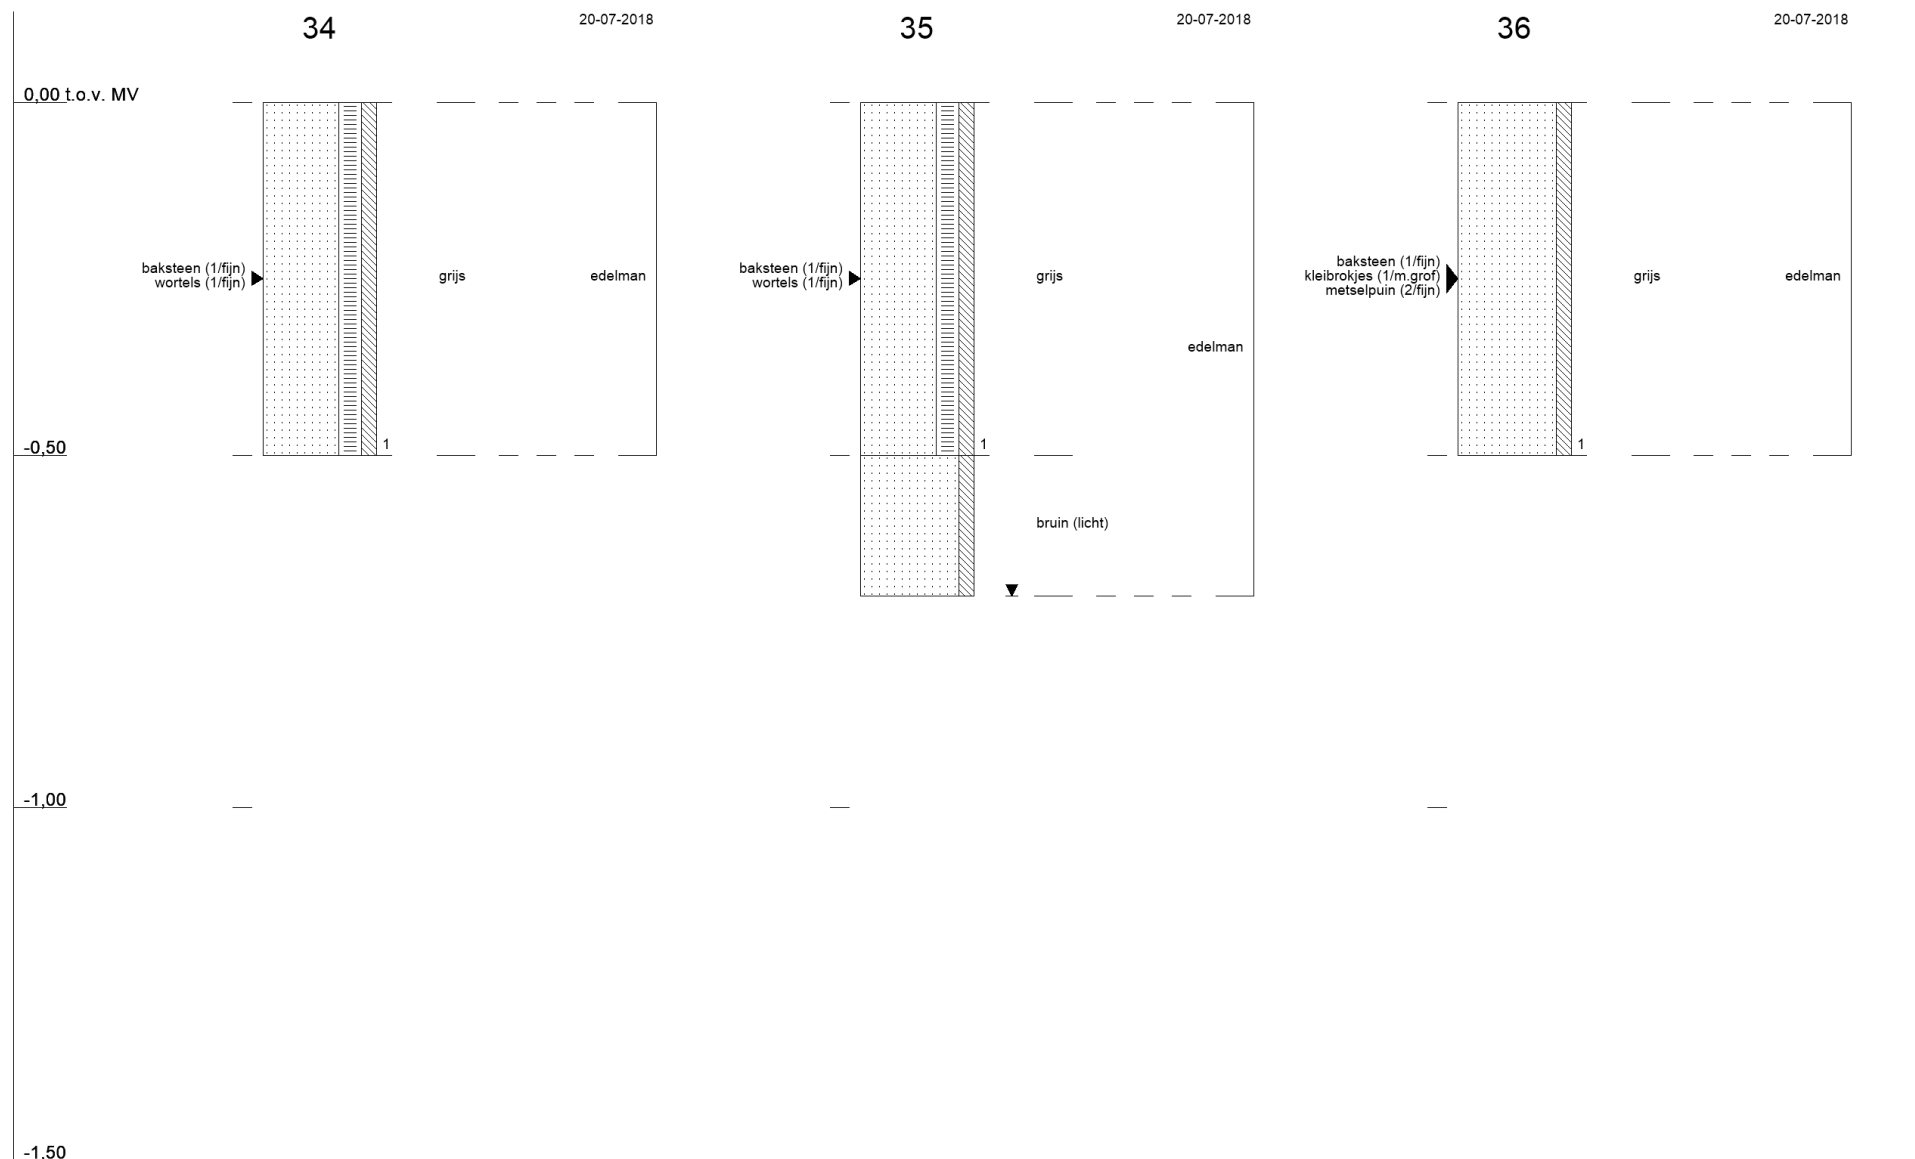 34
20-07-2018
35
20-07-2018
36
20-07-2018
0,00 t.o.v. MV
baksteen (1/fijn)
wortels (1/fijn)
grijs
edelman
1
baksteen (1/fijn)
wortels (1/fijn)
grijs
edelman
1
bruin (licht)
baksteen (1/fijn)
kleibrokjes (1/m.grof)
metselpuin (2/fijn)
grijs
edelman
1
-0,50
-1,00
-1,50